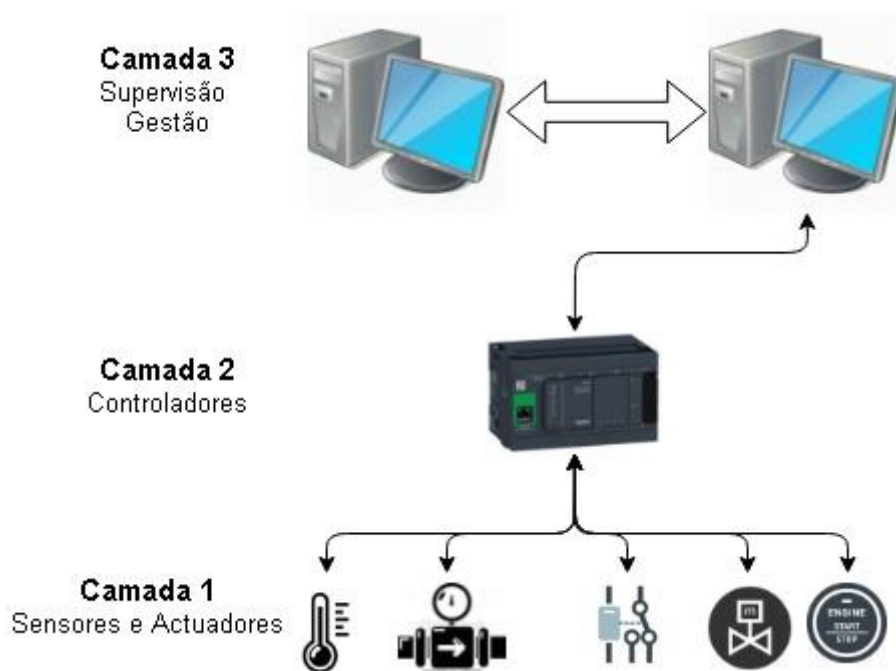 Camada 3
Supervisão
Gestão
Camada 2
Controladores
Camada 1
Sensores e Actuadores
m
ENGINE
START
STOP